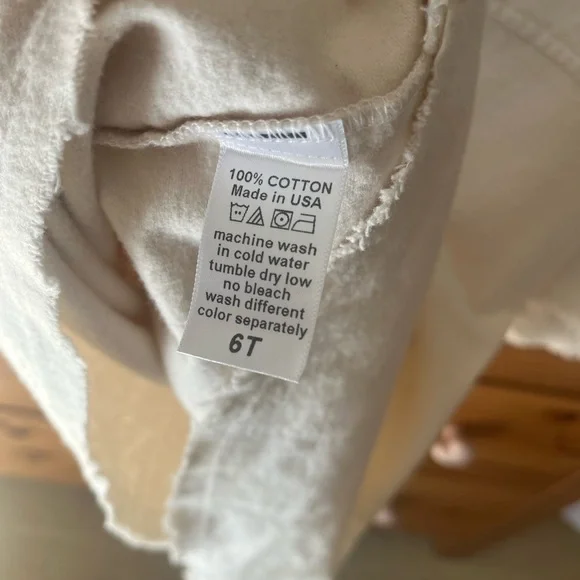 100% COTTON
Made in USA
machine wash
in cold water
tumble dry low
no bleach
wash different
color separately
6T